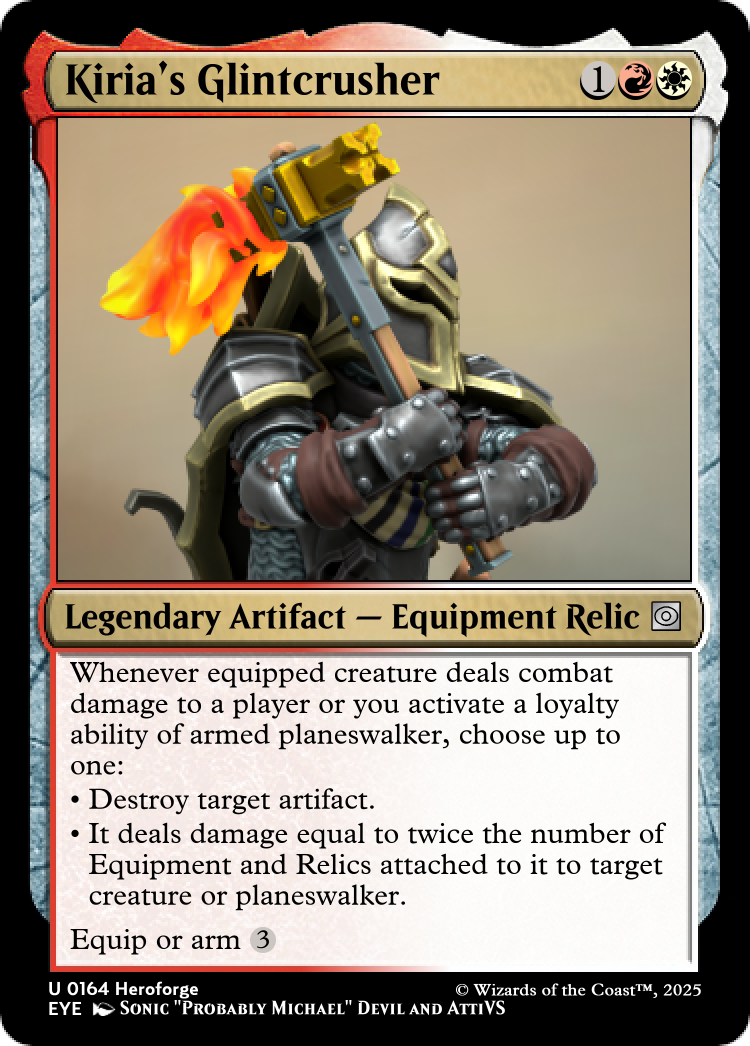 Kiria's Glintcrusher 1
Legendary Artifact — Equipment Relic
Whenever equipped creature deals combat
damage to a player or you activate a loyalty
ability of armed planeswalker, choose up to
one:
• Destroy target artifact.
• It deals damage equal to twice the number of
Equipment and Relics attached to it to target
creature or planeswalker.
Equip or arm 3
U 0164 Heroforge
© Wizards of the Coast™, 2025
EYE Sonic "Probably Michael" Devil and AttiVS